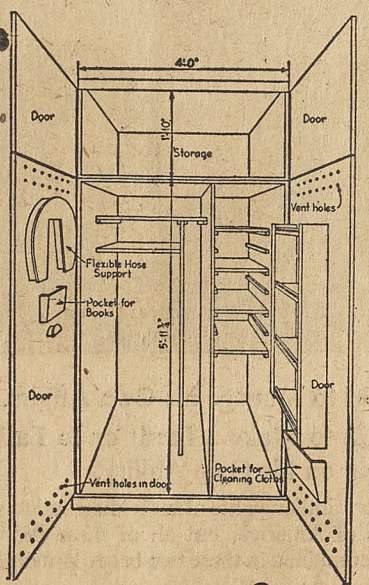 4'-0"
Door
Door
1'-10"
Storage
Vent holes
Flexible Hose
Support
Pocket for
Books
5'-11¾"
Door
Door
Pocket for
Cleaning Cloths
Vent holes in door